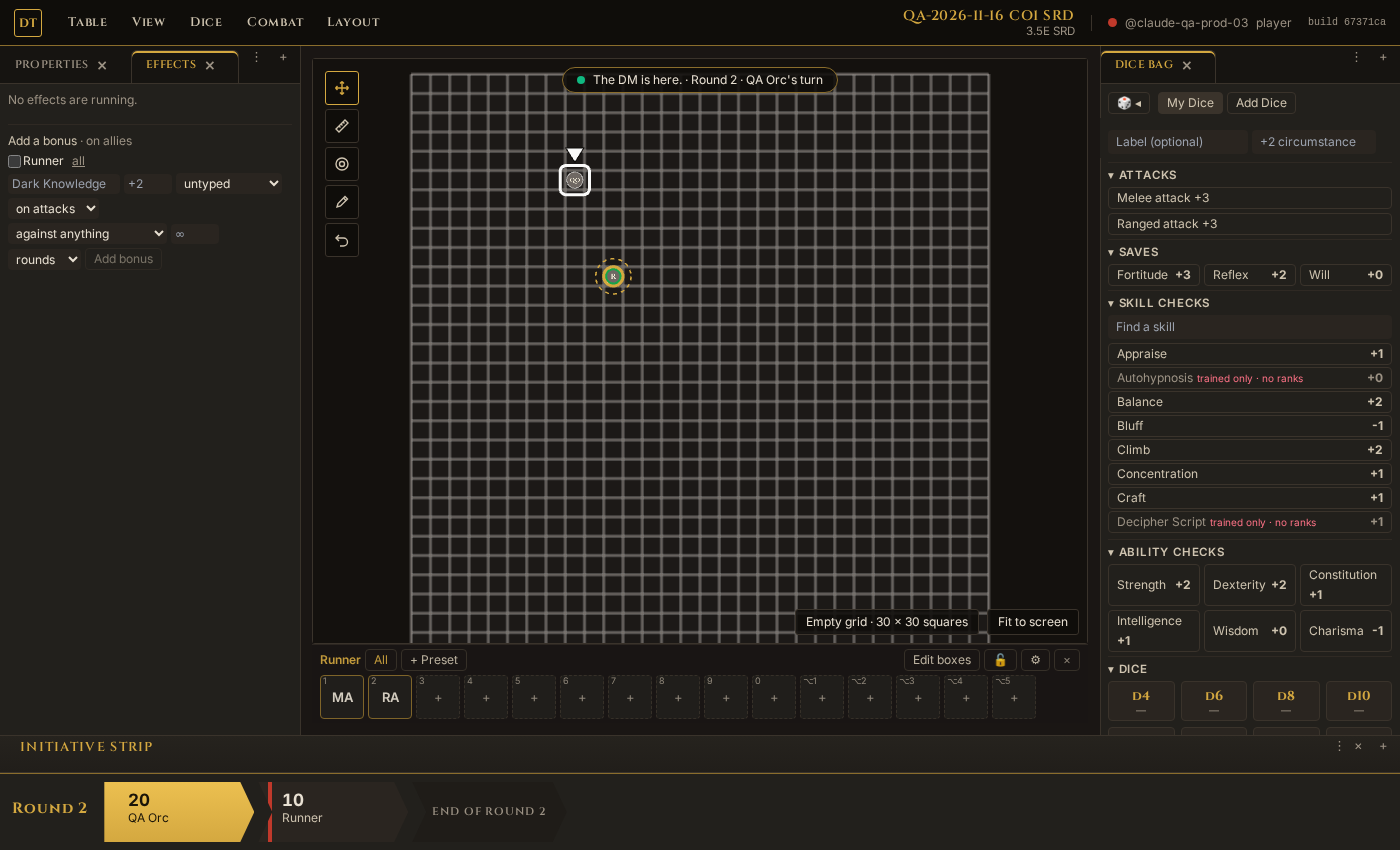 DT Table View Dice Combat Layout
QA-2026-11-16 COI SRD
3.5E SRD
@claude-qa-prod-03 player build 67371ca
PROPERTIES × EFFECTS × ⋮ +
No effects are running.
Add a bonus · on allies
Runner all
Dark Knowledge +2 untyped
on attacks
against anything ∞
rounds Add bonus
The DM is here. · Round 2 · QA Orc's turn
QO
R
Empty grid · 30 × 30 squares Fit to screen
Runner All + Preset Edit boxes ×
1 2 3 4 5 6 7 8 9 0 ⌥1 ⌥2 ⌥3 ⌥4 ⌥5
MA RA + + + + + + + + + + + + +
DICE BAG × ⋮ +
My Dice Add Dice
Label (optional) +2 circumstance
▾ ATTACKS
Melee attack +3
Ranged attack +3
▾ SAVES
Fortitude +3 Reflex +2 Will +0
▾ SKILL CHECKS
Find a skill
Appraise +1
Autohypnosis trained only · no ranks +0
Balance +2
Bluff -1
Climb +2
Concentration +1
Craft +1
Decipher Script trained only · no ranks +1
▾ ABILITY CHECKS
Strength +2 Dexterity +2 Constitution +1
Intelligence +1 Wisdom +0 Charisma -1
▾ DICE
D4 D6 D8 D10
— — — —
INITIATIVE STRIP ⋮ × +
Round 2
20
QA Orc
10
Runner
END OF ROUND 2